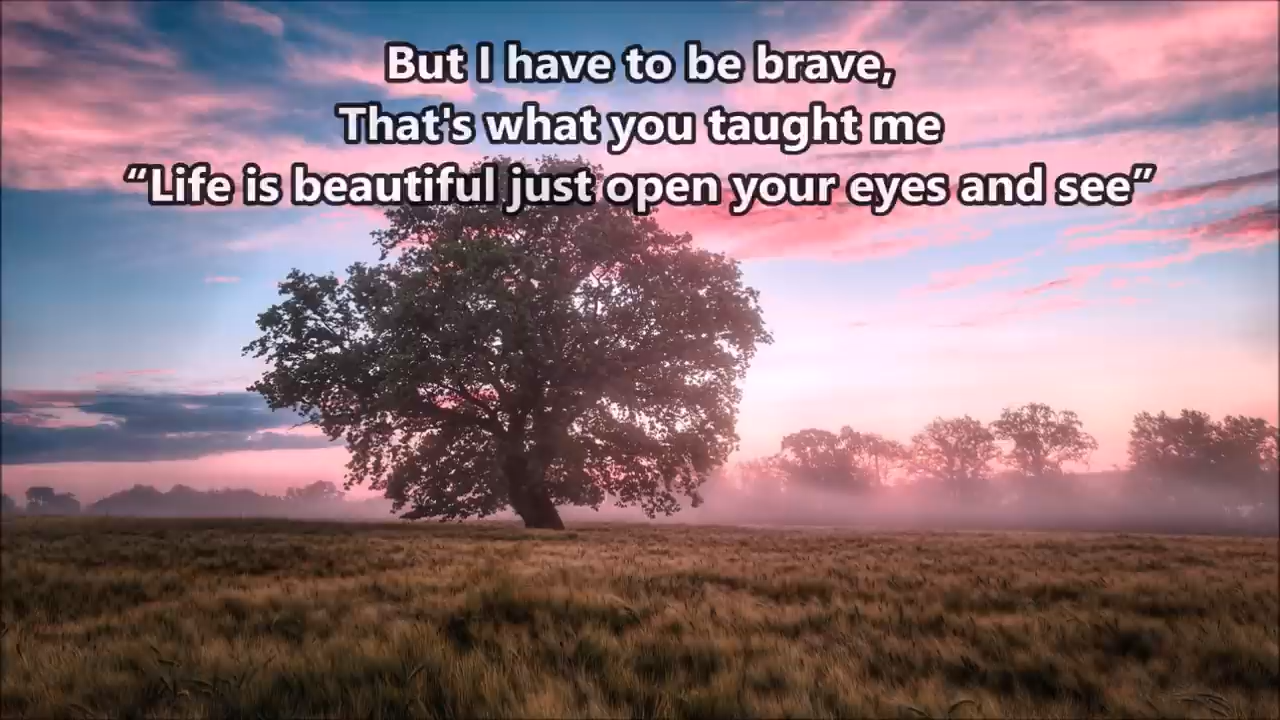 But I have to be brave,
That's what you taught me
“Life is beautiful just open your eyes and see”